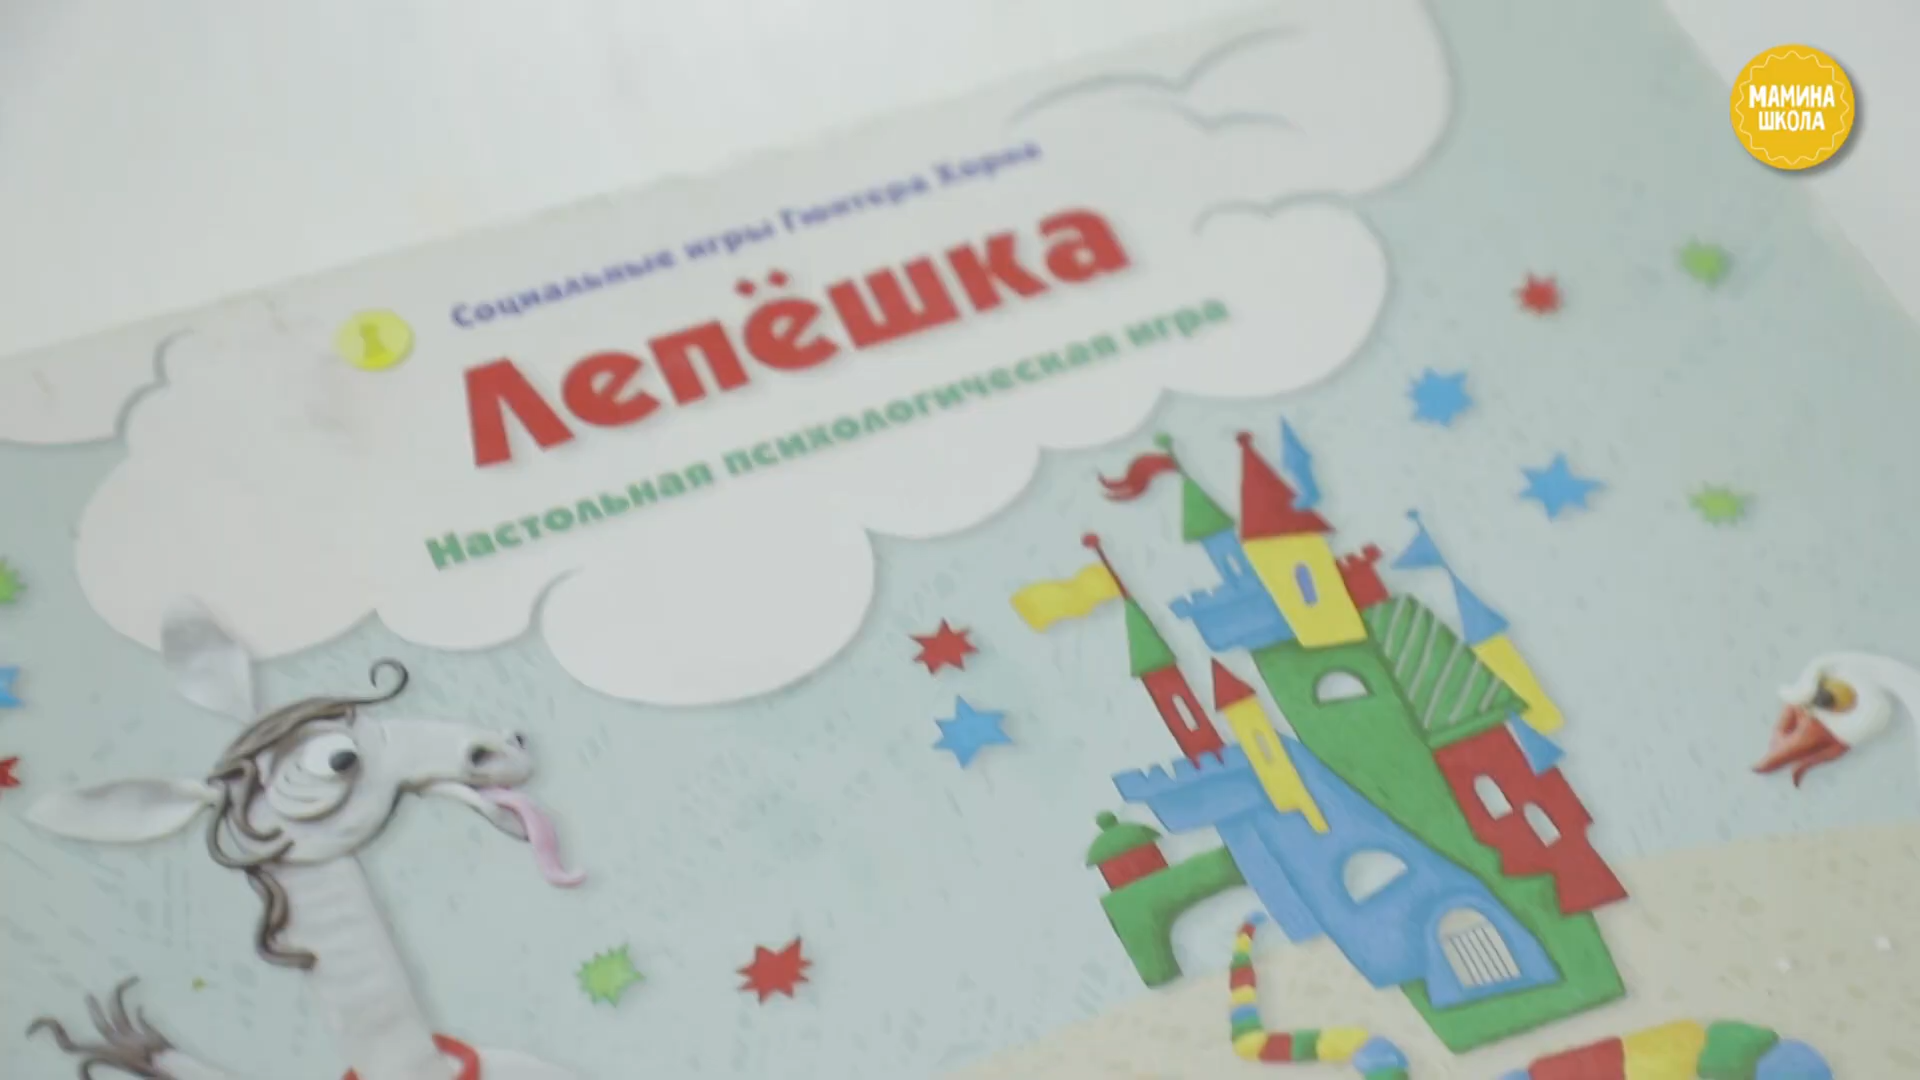 Социальные игры Гюнтера Хорна
Лепёшка
Настольная психологическая игра
МАМИНА
ШКОЛА